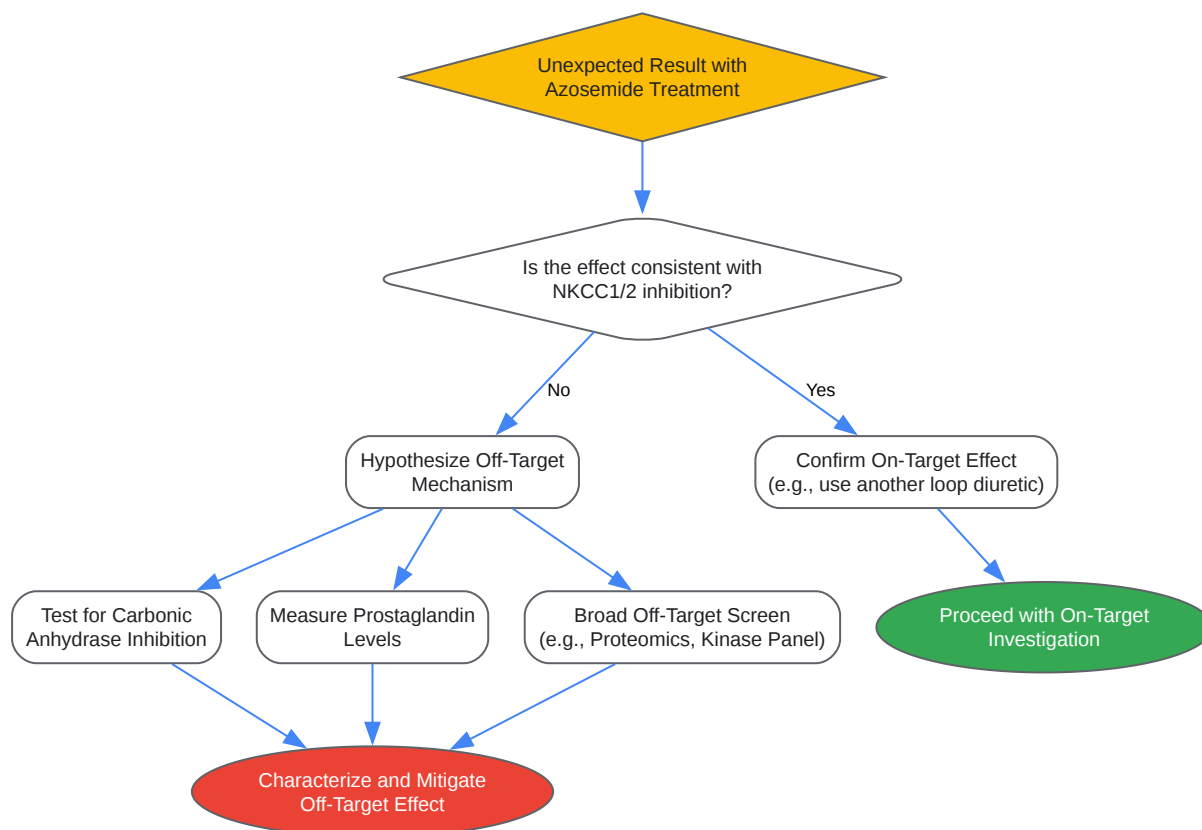 Unexpected Result with
Azosemide Treatment
Is the effect consistent with
NKCC1/2 inhibition?
No
Yes
Hypothesize Off-Target
Mechanism
Confirm On-Target Effect
(e.g., use another loop diuretic)
Test for Carbonic
Anhydrase Inhibition
Measure Prostaglandin
Levels
Broad Off-Target Screen
(e.g., Proteomics, Kinase Panel)
Proceed with On-Target
Investigation
Characterize and Mitigate
Off-Target Effect